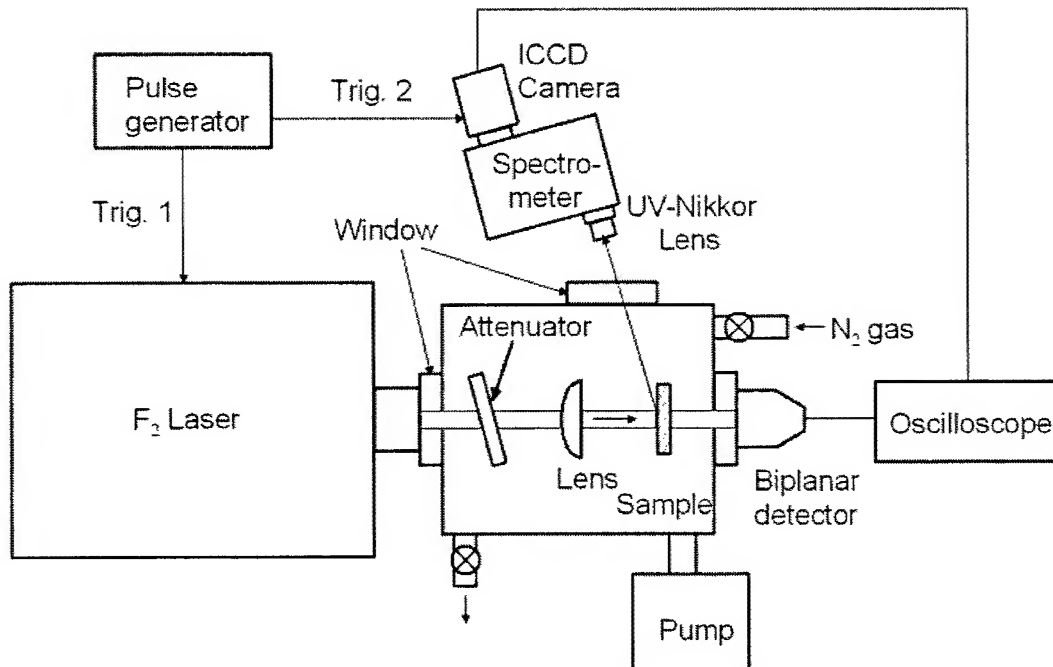 ICCD
Camera
Pulse
generator
Trig. 2
Spectro-
meter
Trig. 1
UV-Nikkor
Lens
Window
Attenuator
N₂ gas
F₂ Laser
Oscilloscope
Lens
Sample
Biplanar
detector
Pump